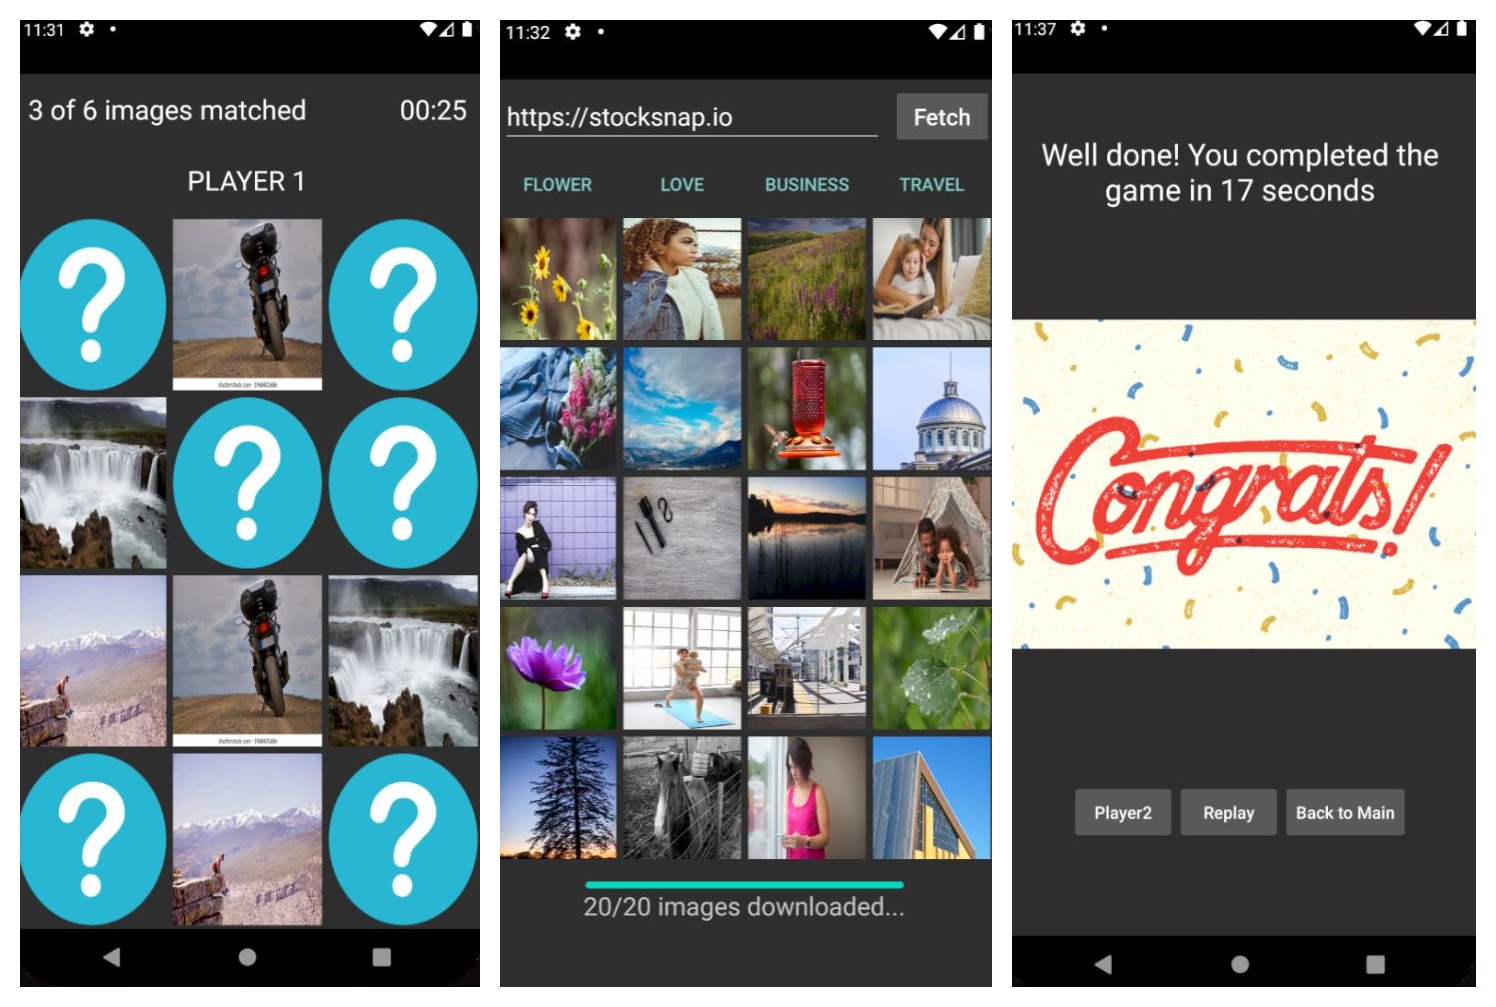 11:31
3 of 6 images matched 00:25
PLAYER 1
11:32
https://stocksnap.io Fetch
FLOWER LOVE BUSINESS TRAVEL
20/20 images downloaded...
11:37
Well done! You completed the
game in 17 seconds
Congrats!
Player2 Replay Back to Main